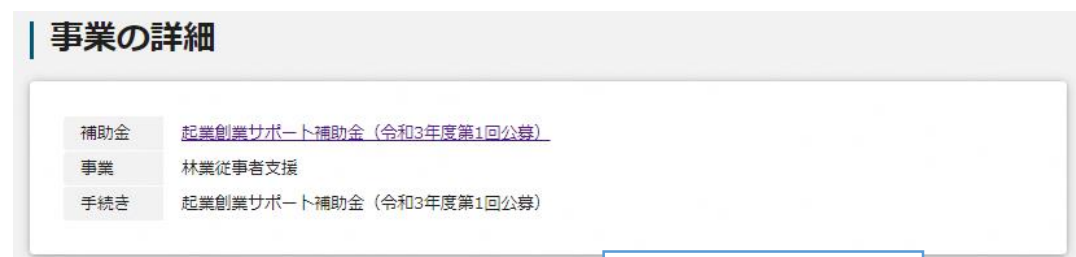 事業の詳細
補助金 起業創業サポート補助金（令和3年度第1回公募）
事業 林業従事者支援
手続き 起業創業サポート補助金（令和3年度第1回公募）